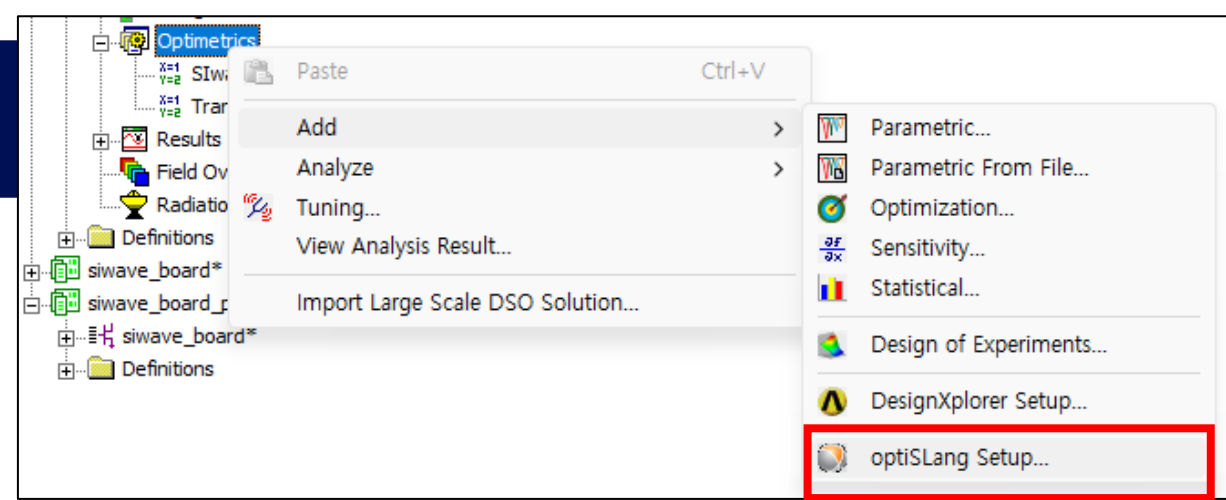 Optimetrics
SIwa
Tran
Results
Field Ov
Radiatio
Definitions
siwave_board*
siwave_board_p
siwave_board*
Definitions
Paste Ctrl+V
Add
Analyze
Tuning...
View Analysis Result...
Import Large Scale DSO Solution...
Parametric...
Parametric From File...
Optimization...
Sensitivity...
Statistical...
Design of Experiments...
DesignXplorer Setup...
optiSLang Setup...